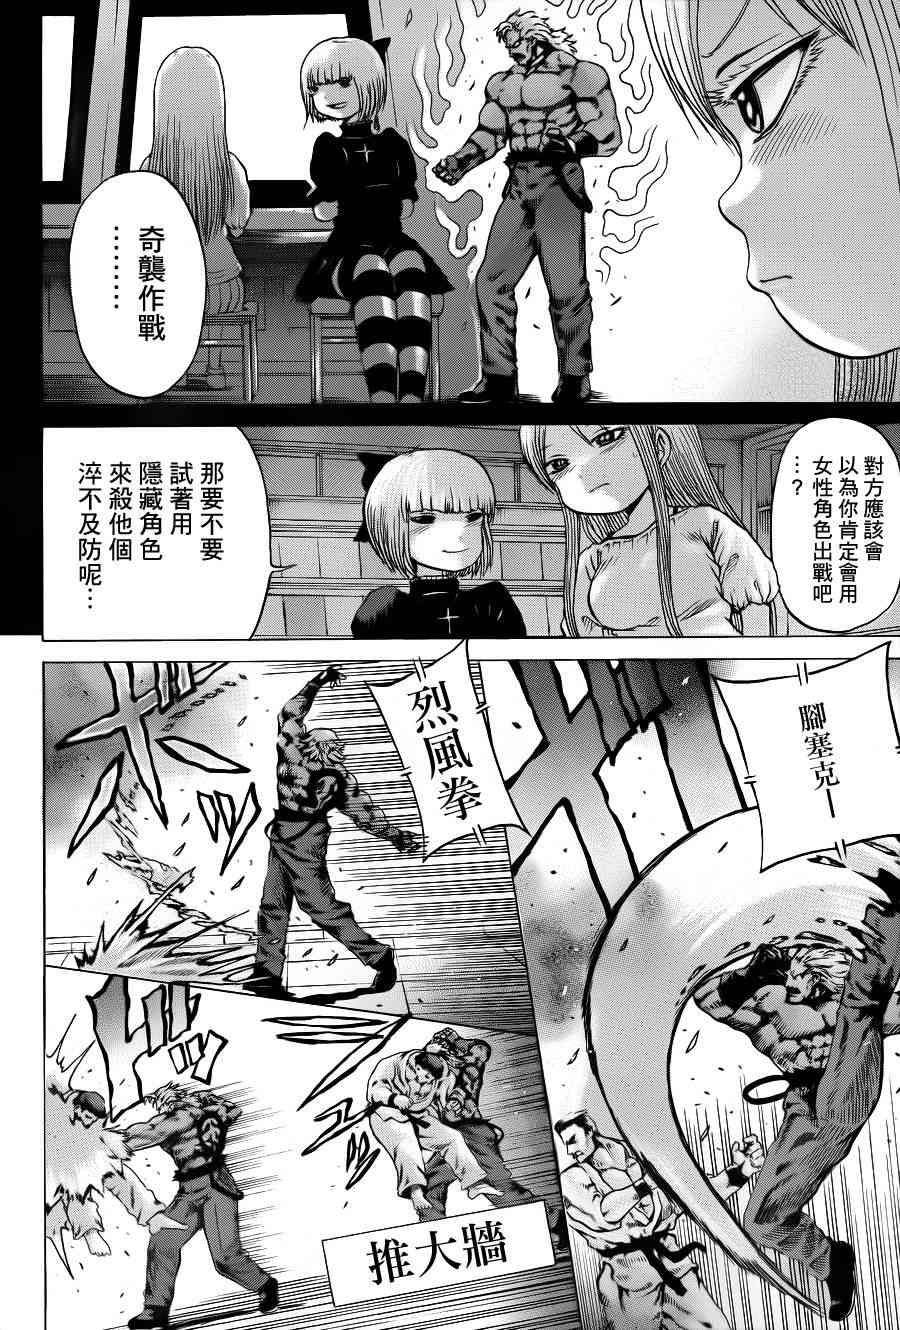 奇襲作戰
………
對方應該會
以為你肯定會用
女性角色出戰吧
…?
那要不要
試著用
隱藏角色
來殺他個
淬不及防呢…
腳塞克ー
烈風拳
推大牆